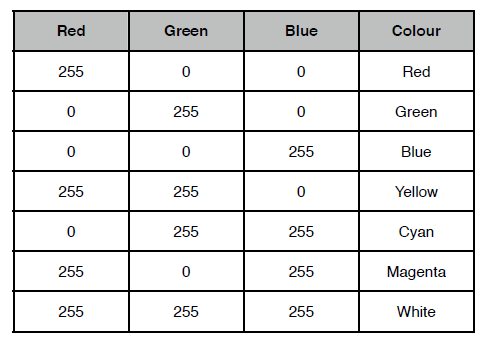 Red Green Blue Colour
255 0 0 Red
0 255 0 Green
0 0 255 Blue
255 255 0 Yellow
0 255 255 Cyan
255 0 255 Magenta
255 255 255 White